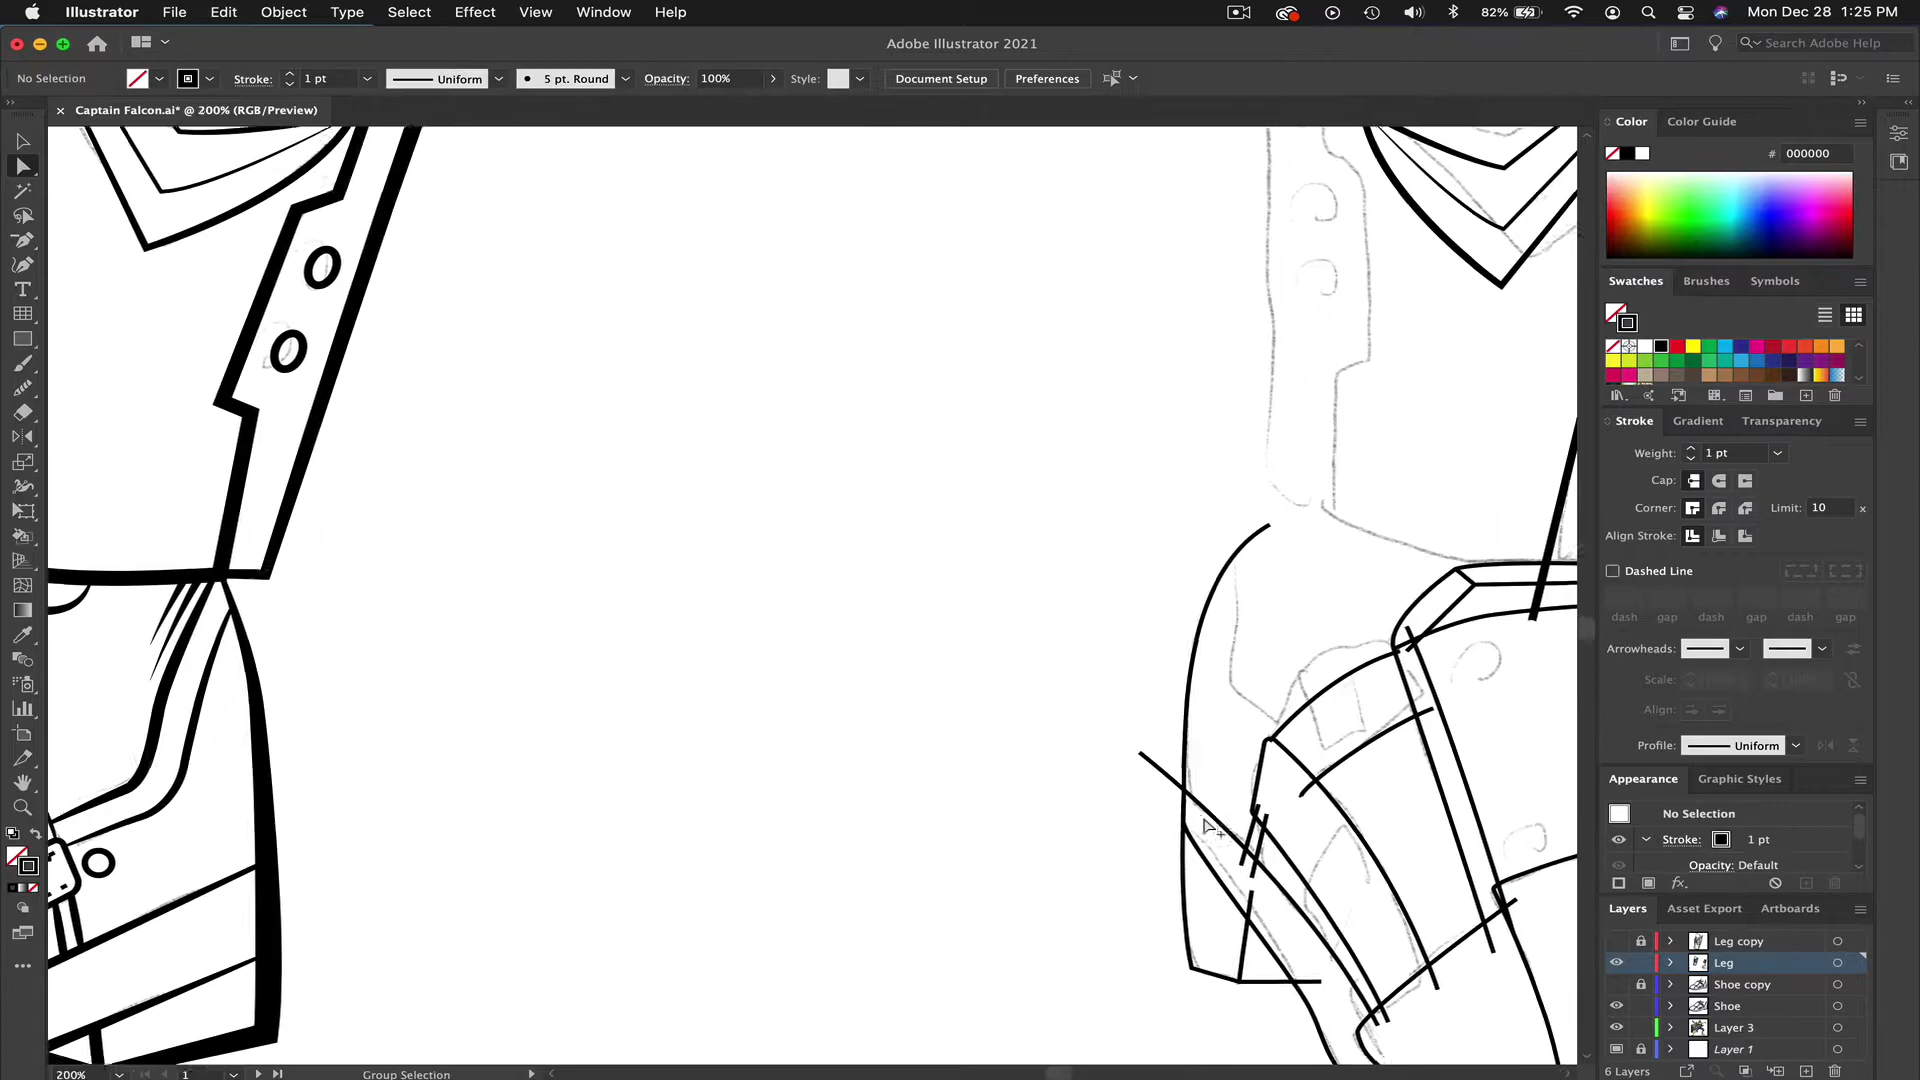 Illustrator File Edit Object Type Select Effect View Window Help 82% Mon Dec 28 1:25 PM
Adobe Illustrator 2021 Search Adobe Help
No Selection Stroke: 1 pt Uniform 5 pt. Round Opacity: 100% Style: Document Setup Preferences
× Captain Falcon.ai* @ 200% (RGB/Preview)
Color Color Guide
# 000000
Swatches Brushes Symbols
Stroke Gradient Transparency
Weight: 1 pt
Cap:
Corner: Limit: 10 x
Align Stroke:
Dashed Line
dash gap dash gap dash gap
Arrowheads:
Scale:
Align:
Profile: Uniform
Appearance Graphic Styles
No Selection
Stroke: 1 pt
Opacity: Default
fx
Layers Asset Export Artboards
Leg copy
Leg
Shoe copy
Shoe
Layer 3
Layer 1
6 Layers
200% 1 Group Selection